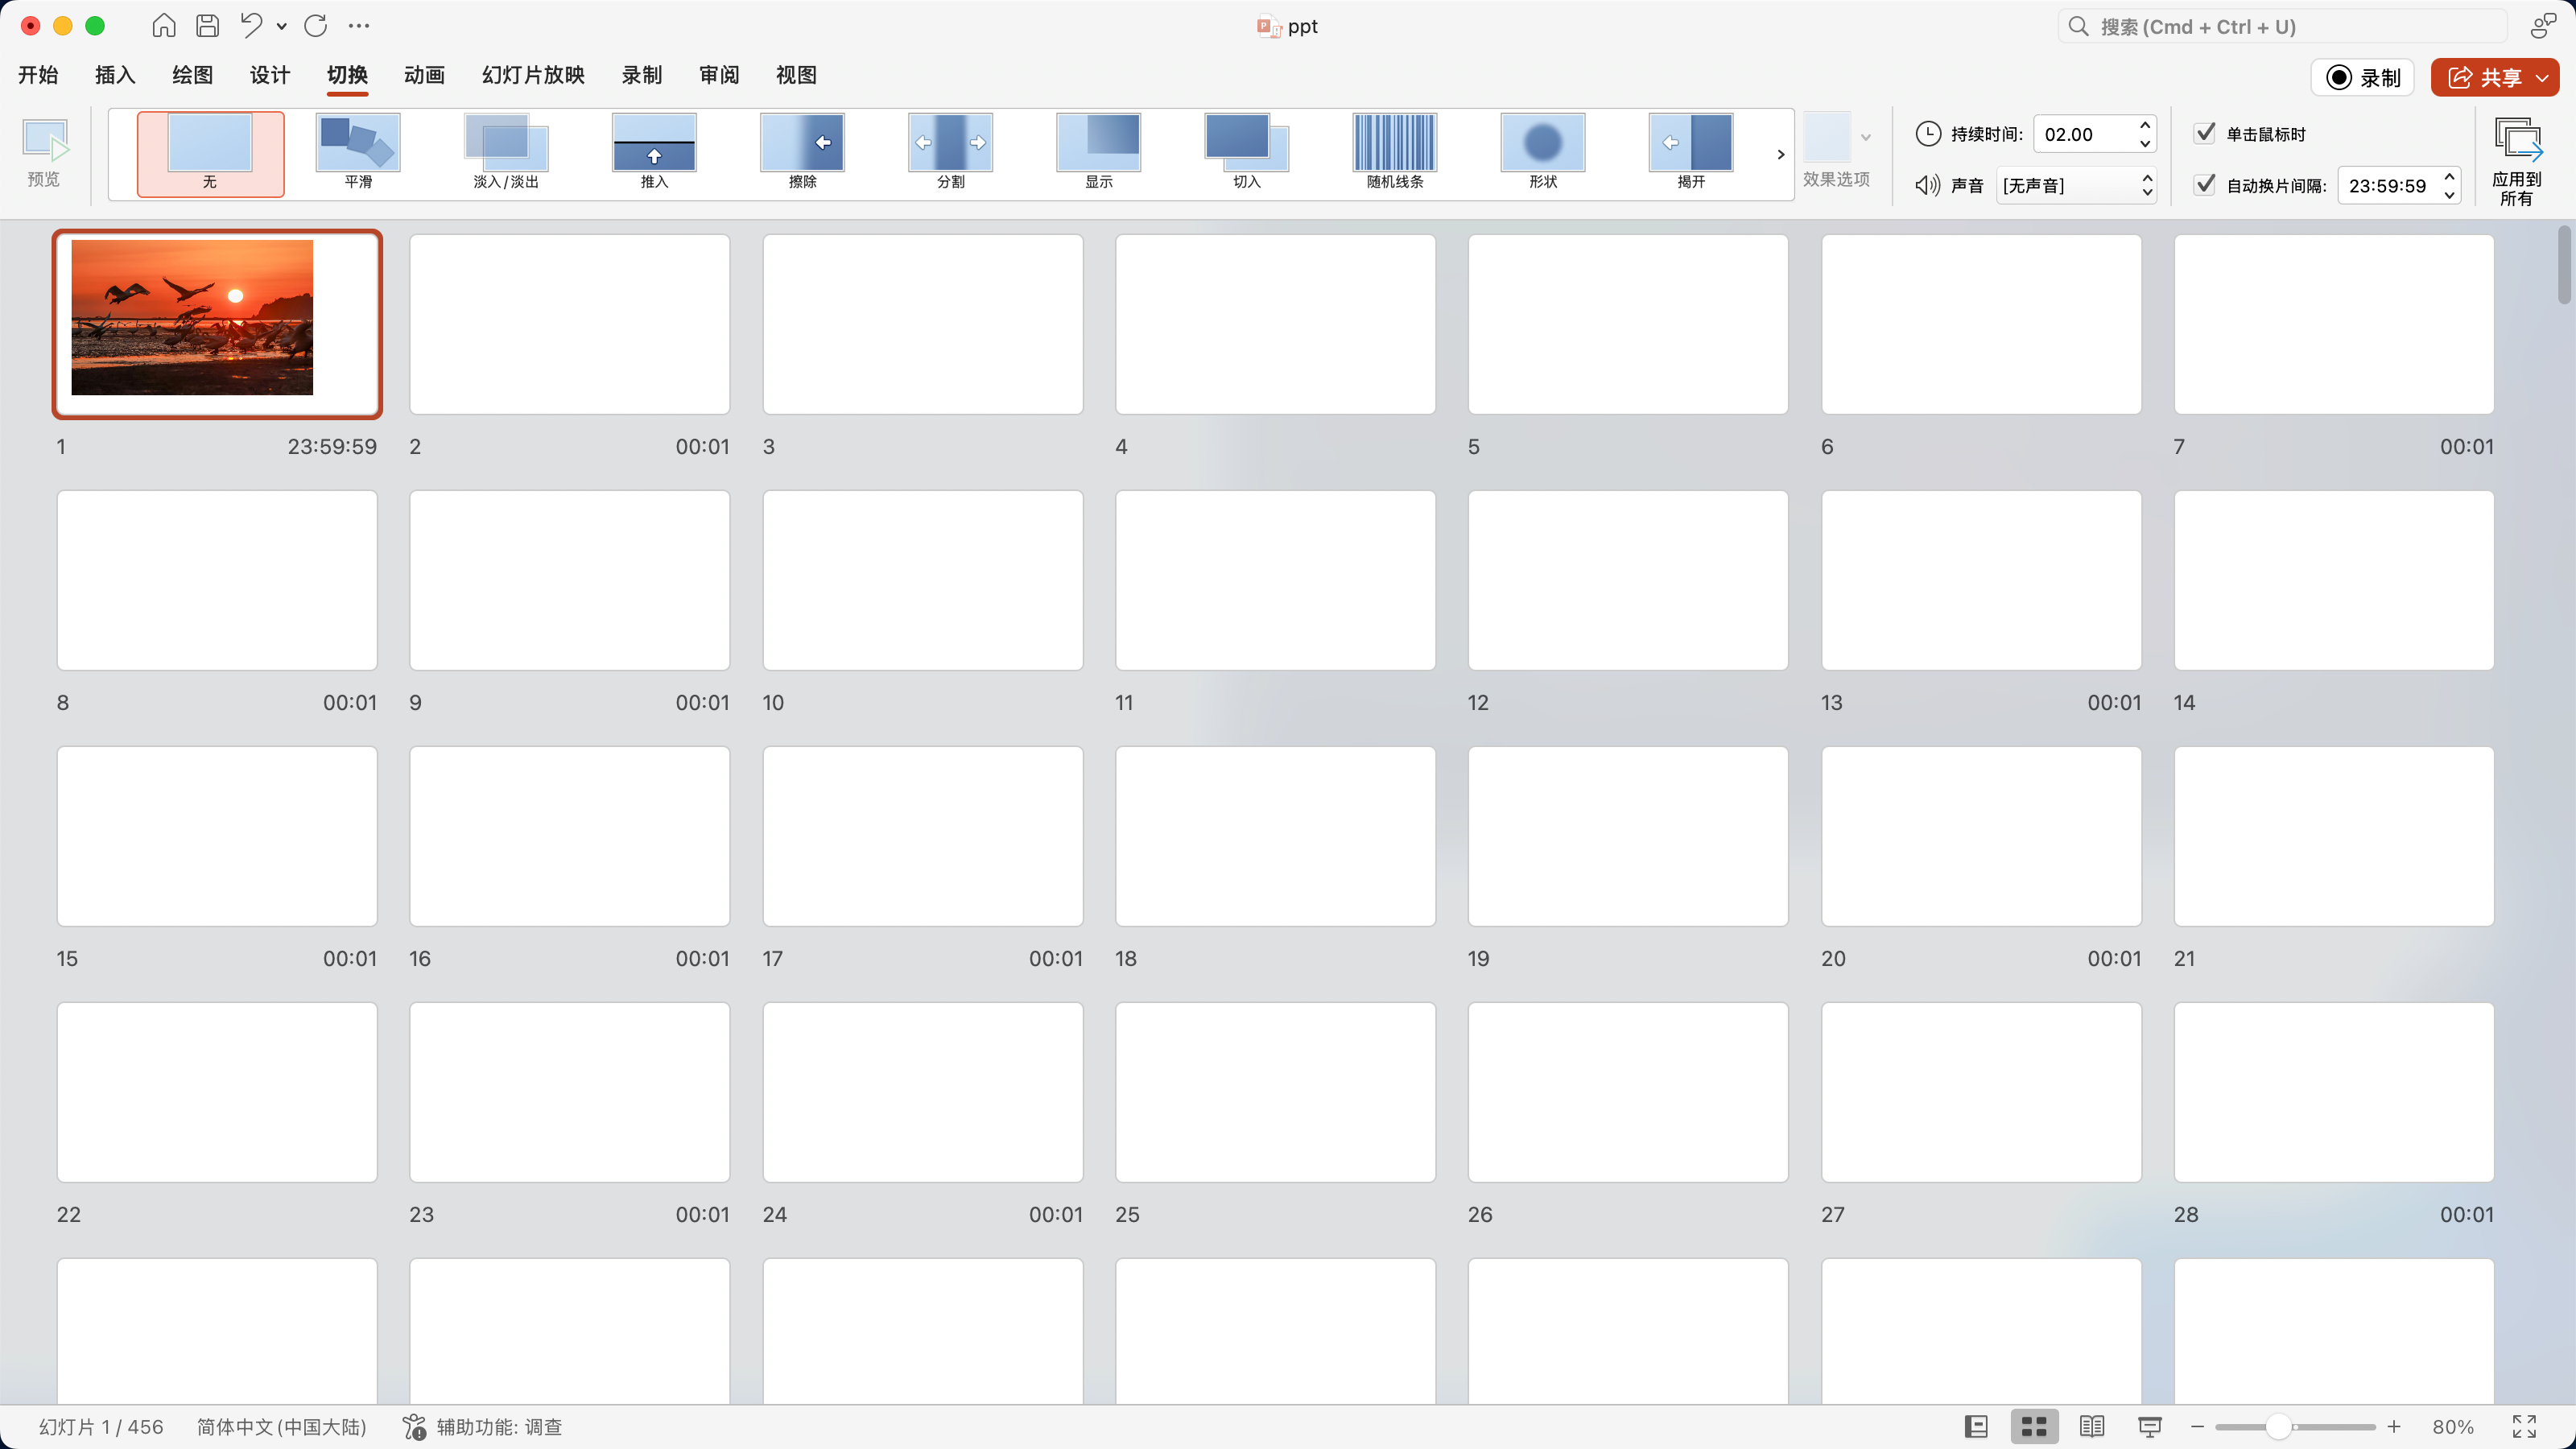 ppt
搜索 (Cmd + Ctrl + U)
开始 插入 绘图 设计 切换 动画 幻灯片放映 录制 审阅 视图
录制 共享
预览
无 平滑 淡入/淡出 推入 擦除 分割 显示 切入 随机线条 形状 揭开
效果选项
持续时间: 02.00
声音 [无声音]
单击鼠标时
自动换片间隔: 23:59:59
应用到
所有
1 23:59:59 2 00:01 3 4 5 6 7 00:01
8 00:01 9 00:01 10 11 12 13 00:01 14
15 00:01 16 00:01 17 00:01 18 19 20 00:01 21
22 23 00:01 24 00:01 25 26 27 28 00:01
幻灯片 1 / 456 简体中文 (中国大陆) 辅助功能: 调查 80%